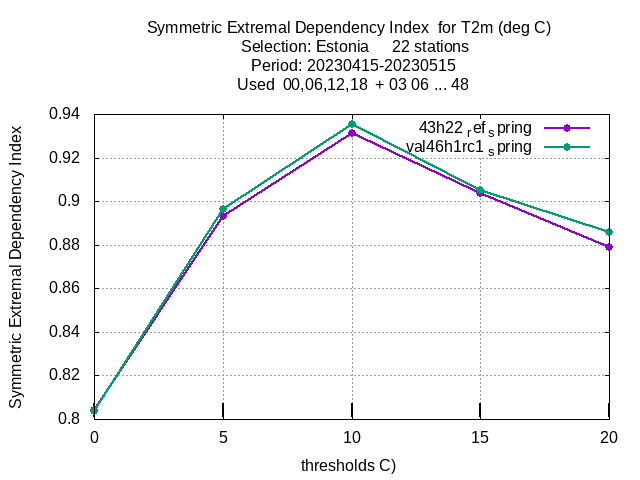 Symmetric Extremal Dependency Index  for T2m (deg C)
Selection: Estonia     22 stations
Period: 20230415-20230515
Used  00,06,12,18  + 03 06 ... 48
43h22 ref spring
val46h1rc1 spring
0.94
0.92
0.9
0.88
0.86
0.84
0.82
0.8
0 5 10 15 20
Symmetric Extremal Dependency Index
thresholds C)